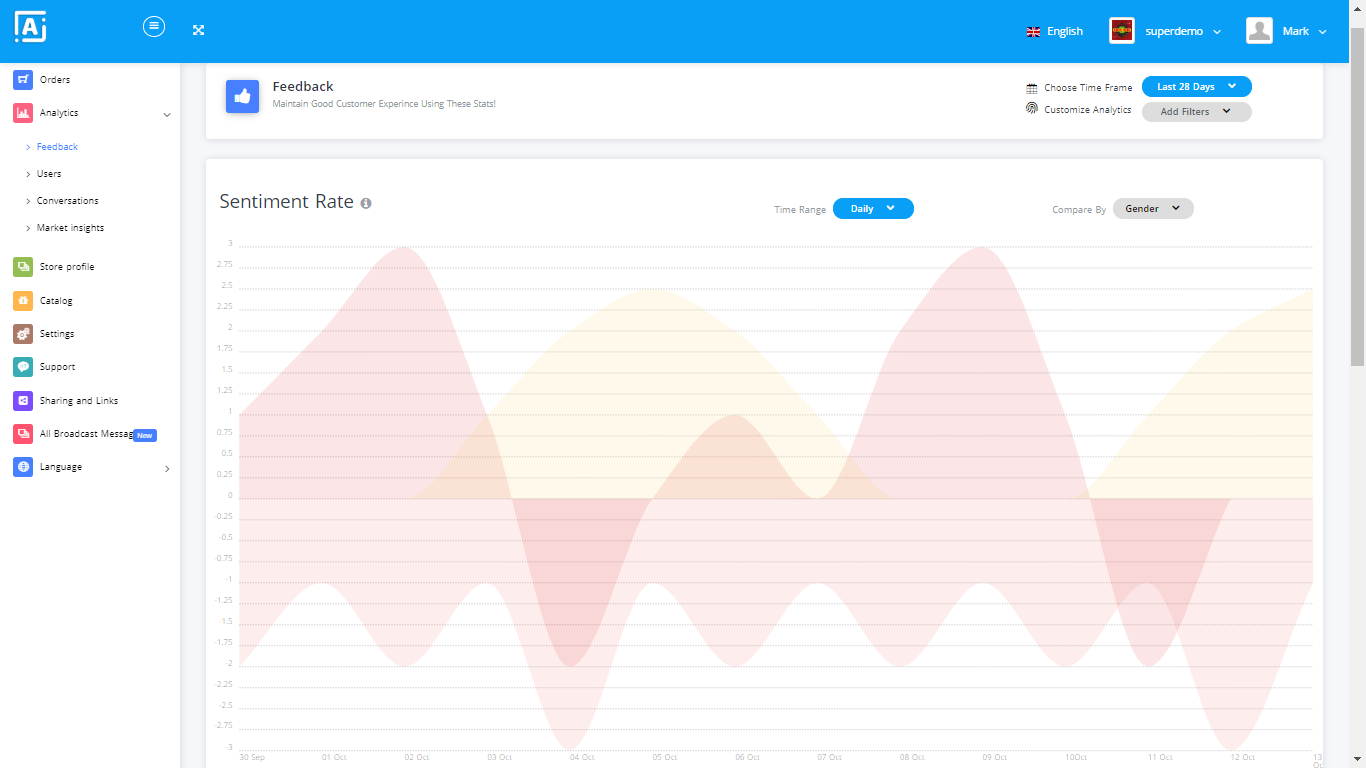 A
English
superdemo
Mark
Orders
Analytics
Feedback
Users
Conversations
Market insights
Store profile
Catalog
Settings
Support
Sharing and Links
All Broadcast Messag
New
Language
Feedback
Maintain Good Customer Experince Using These Stats!
Choose Time Frame
Last 28 Days
Customize Analytics
Add Filters
Sentiment Rate
Time Range
Daily
Compare By
Gender
3
2.75
2.5
2.25
2
1.75
1.5
1.25
1
0.75
0.5
0.25
0
-0.25
-0.5
-0.75
-1
-1.25
-1.5
-1.75
-2
-2.25
-2.5
-2.75
-3
30 Sep
01 Oct
02 Oct
03 Oct
04 Oct
05 Oct
06 Oct
07 Oct
08 Oct
09 Oct
10Oct
11 Oct
12 Oct
13
Oc